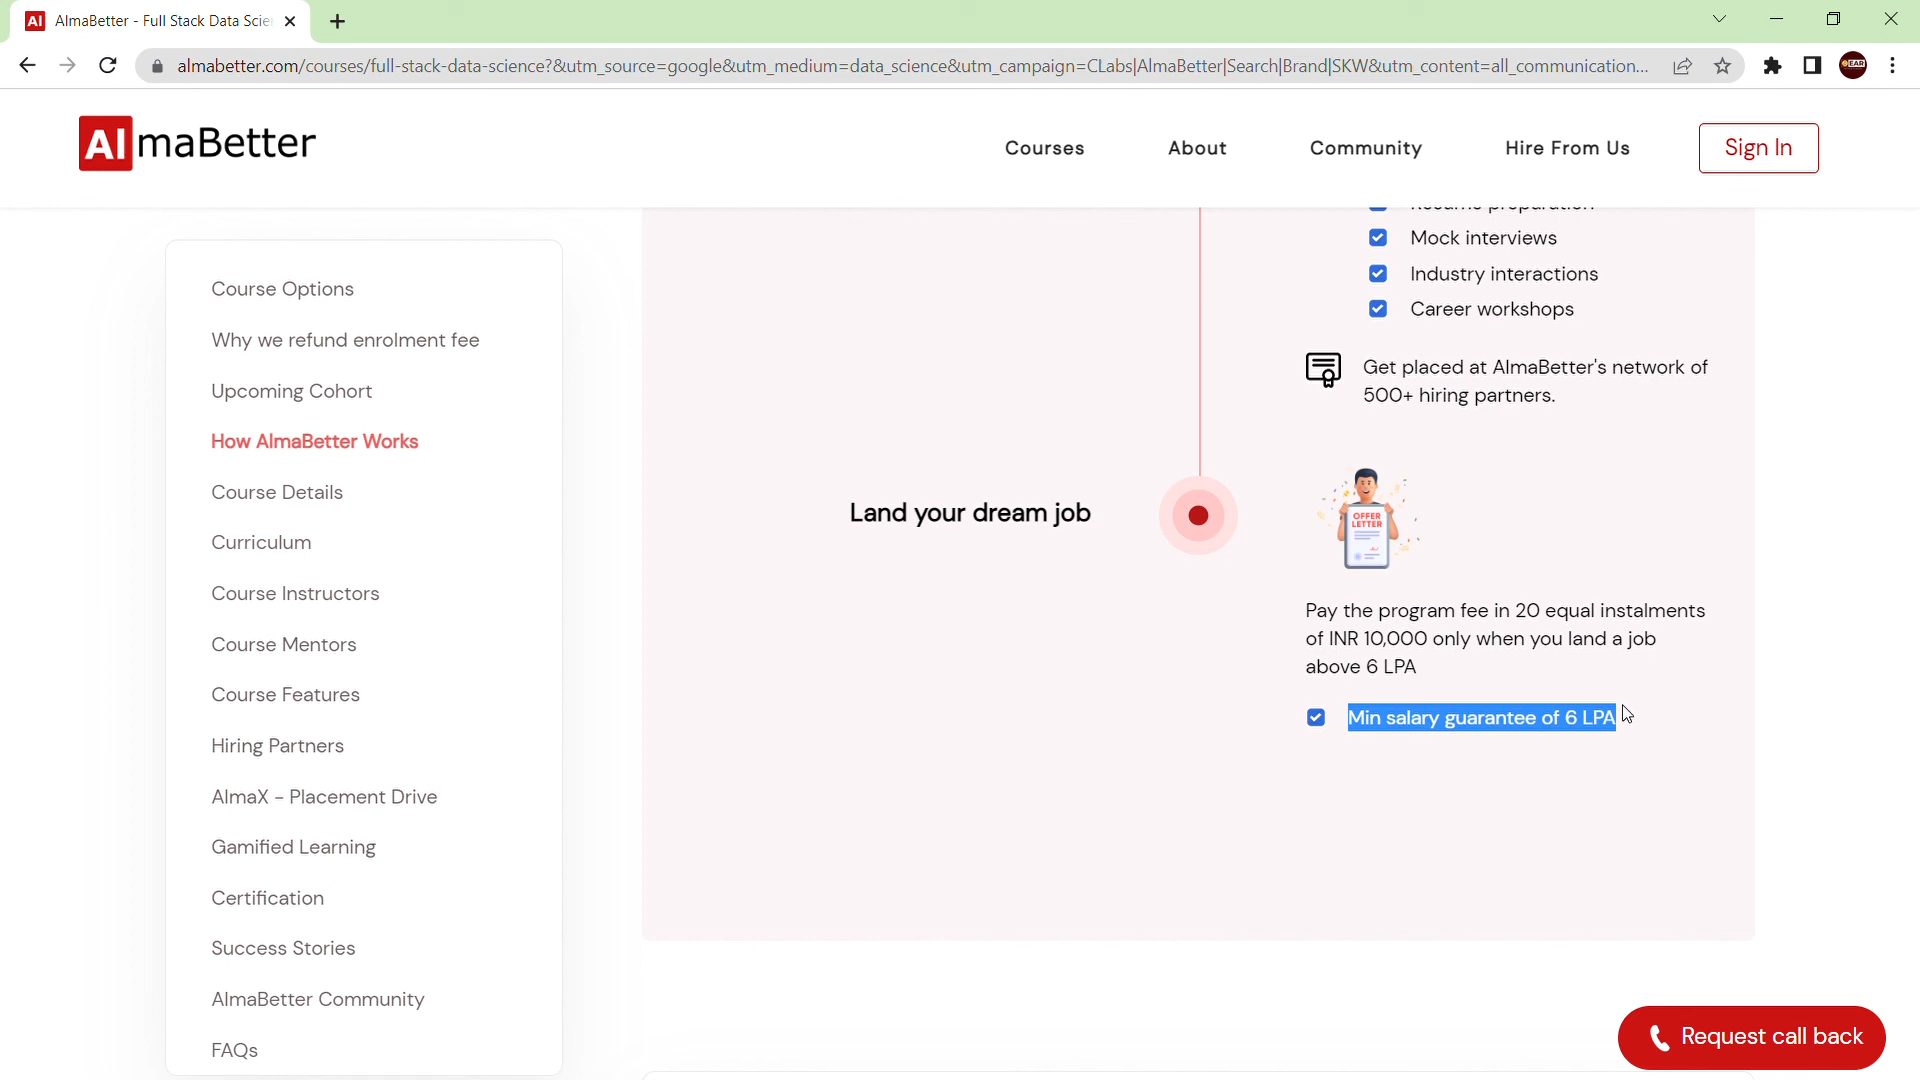 AlmaBetter - Full Stack Data Scie
almabetter.com/courses/full-stack-data-science?&utm_source=google&utm_medium=data_science&utm_campaign=CLabs|AlmaBetter|Search|Brand|SKW&utm_content=all_communication...
AlmaBetter
Courses
About
Community
Hire From Us
Sign In
Course Options
Why we refund enrolment fee
Upcoming Cohort
How AlmaBetter Works
Course Details
Curriculum
Course Instructors
Course Mentors
Course Features
Hiring Partners
AlmaX - Placement Drive
Gamified Learning
Certification
Success Stories
AlmaBetter Community
FAQs
Resume preparation
Mock interviews
Industry interactions
Career workshops
Get placed at AlmaBetter's network of
500+ hiring partners.
Land your dream job
OFFER
LETTER
Pay the program fee in 20 equal instalments
of INR 10,000 only when you land a job
above 6 LPA
Min salary guarantee of 6 LPA
Request call back